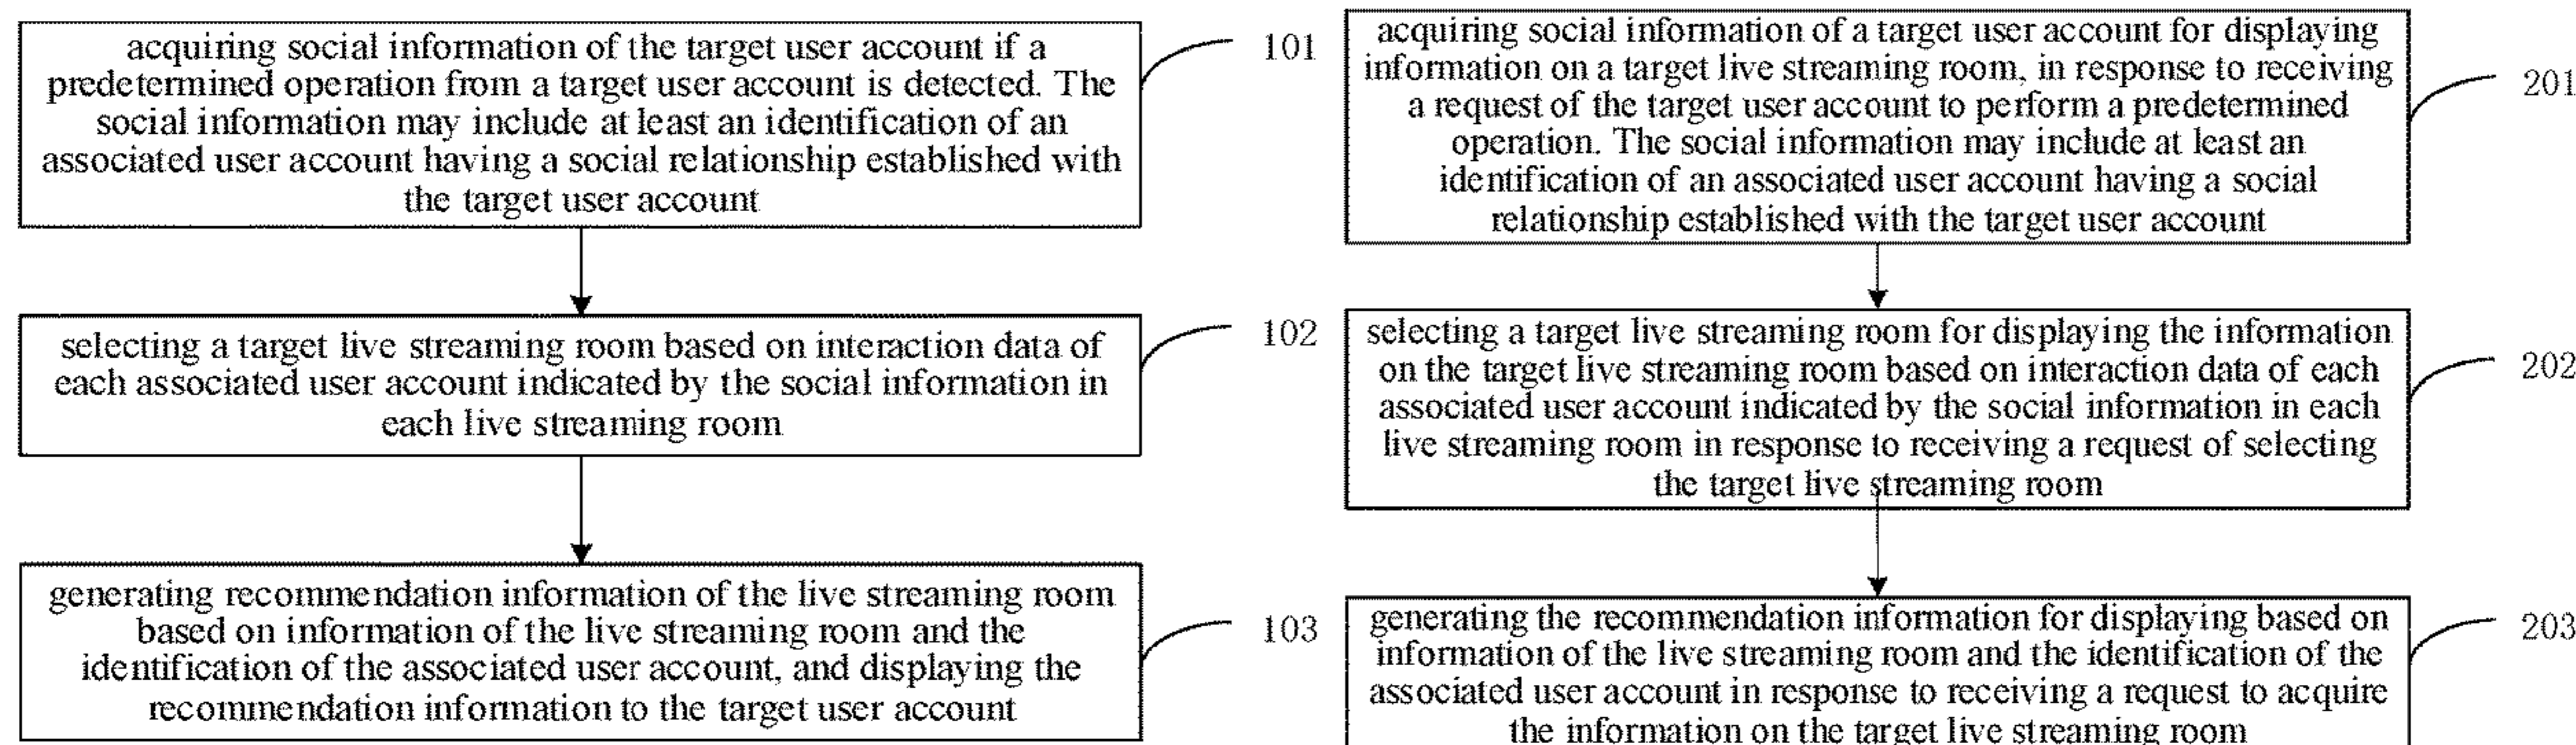 acquiring social information of the target user account if a
predetermined operation from a target user account is detected. The
social information may include at least an identification of an
associated user account having a social relationship established with
the target user account
101
selecting a target live streaming room based on interaction data of
each associated user account indicated by the social information in
each live streaming room
102
generating recommendation information of the live streaming room
based on information of the live streaming room and the
identification of the associated user account, and displaying the
recommendation information to the target user account
103
acquiring social information of a target user account for displaying
information on a target live streaming room, in response to receiving
a request of the target user account to perform a predetermined
operation. The social information may include at least an
identification of an associated user account having a social
relationship established with the target user account
201
selecting a target live streaming room for displaying the information
on the target live streaming room based on interaction data of each
associated user account indicated by the social information in each
live streaming room in response to receiving a request of selecting
the target live streaming room
202
generating the recommendation information for displaying based on
information of the live streaming room and the identification of the
associated user account in response to receiving a request to acquire
the information on the target live streaming room
203